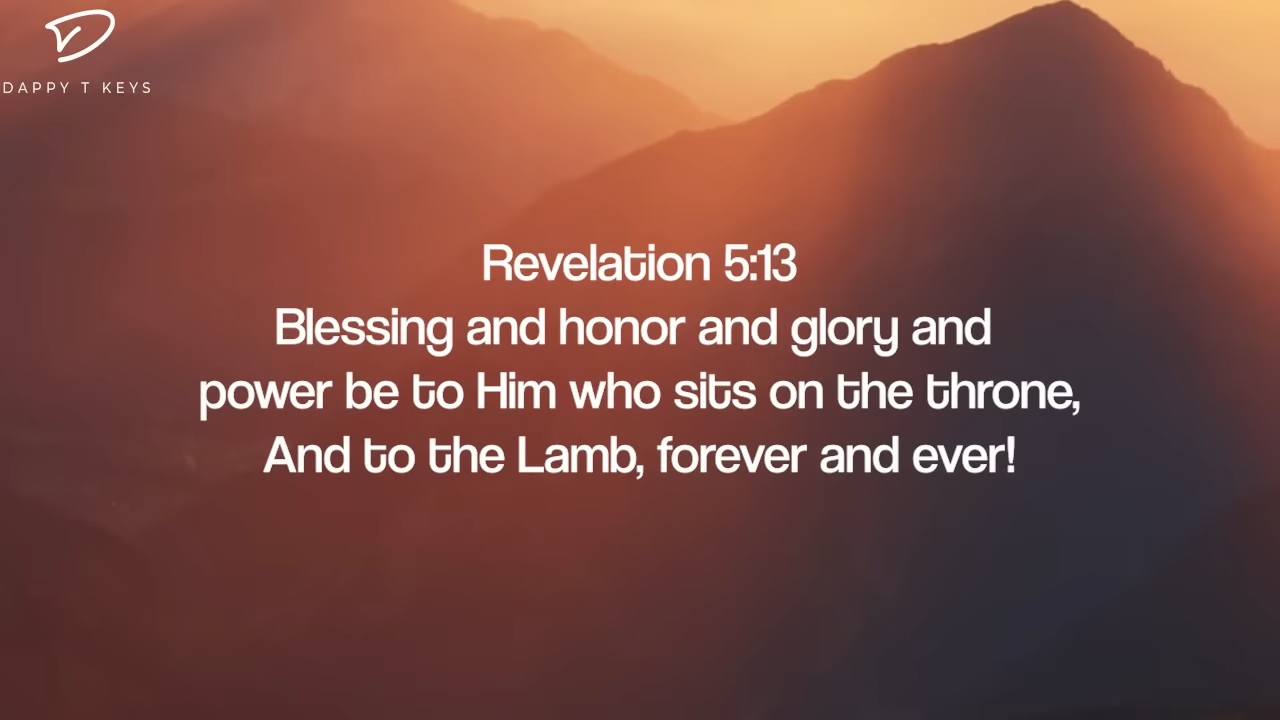 DAPPY T KEYS
Revelation 5:13
Blessing and honor and glory and
power be to Him who sits on the throne,
And to the Lamb, forever and ever!